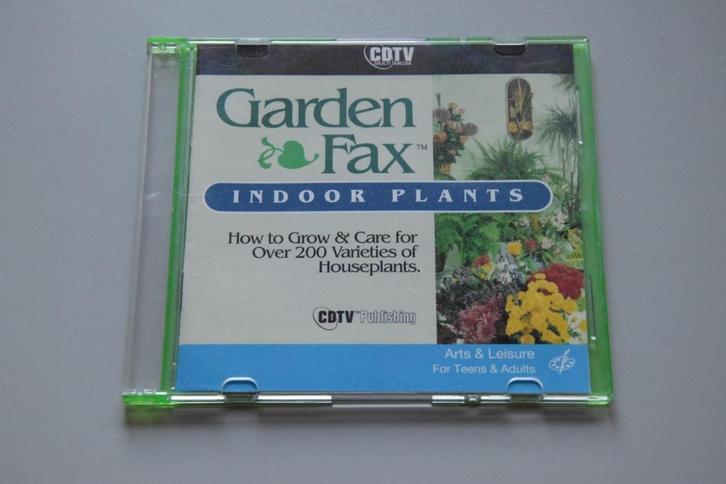 CDTV
MULTIMEDIA
Garden
Fax™
INDOOR PLANTS
How to Grow & Care for
Over 200 Varieties of
Houseplants.
CDTV™ Publishing
Arts & Leisure
For Teens & Adults